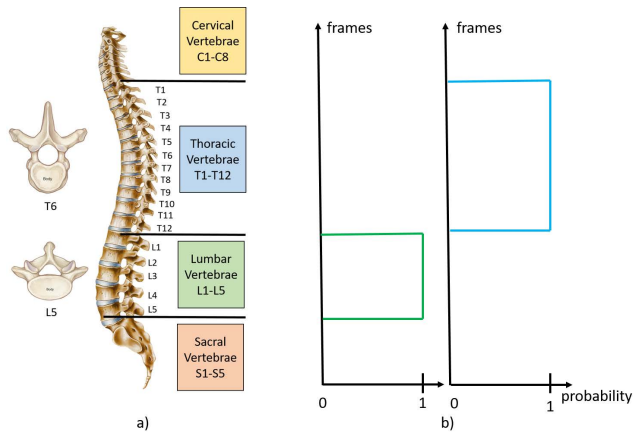 Cervical
Vertebrae
C1-C8
T1
T2
T3
T4
T5
T6
T7
T8
T9
T10
T11
T12
Thoracic
Vertebrae
T1-T12
Body
T6
L1
L2
L3
L4
L5
Lumbar
Vertebrae
L1-L5
Body
L5
Sacral
Vertebrae
S1-S5
a)
frames
frames
0
1
0
1
probability
b)